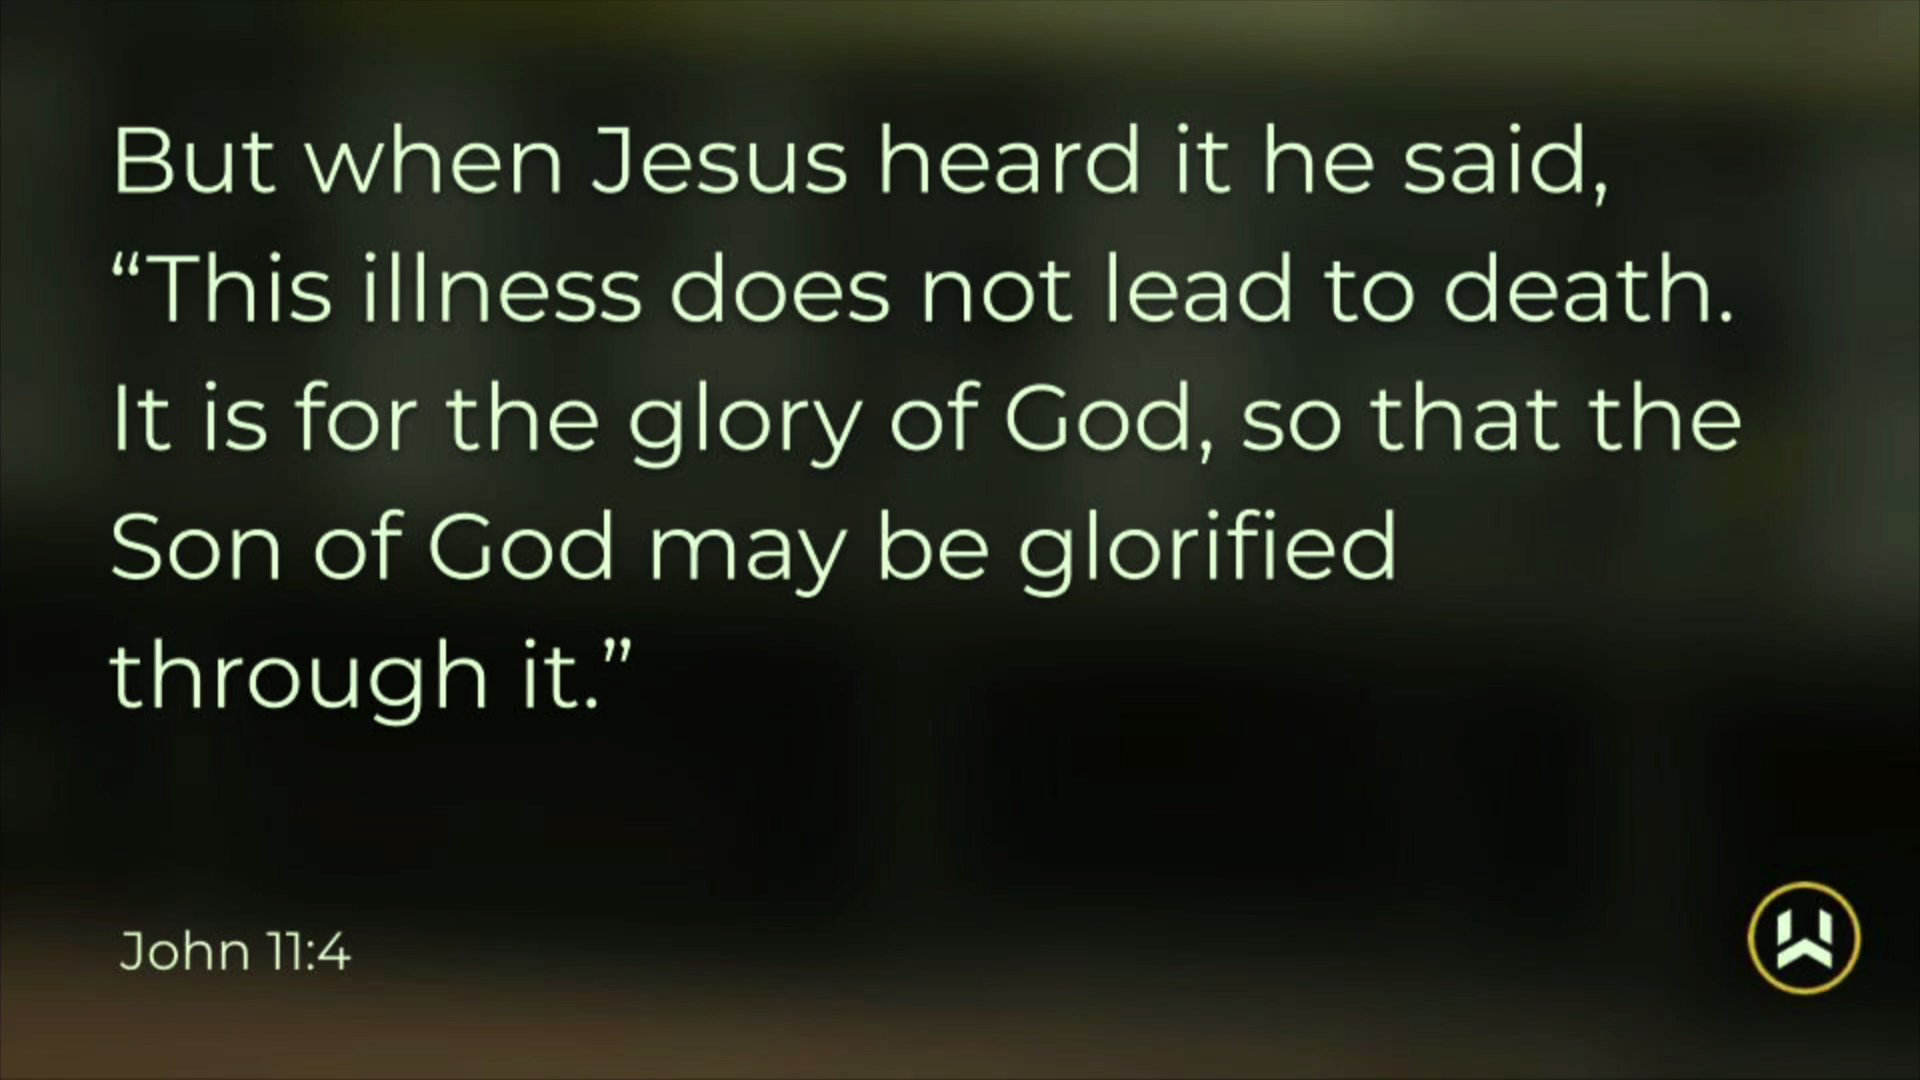 But when Jesus heard it he said,
“This illness does not lead to death.
It is for the glory of God, so that the
Son of God may be glorified
through it.”
John 11:4